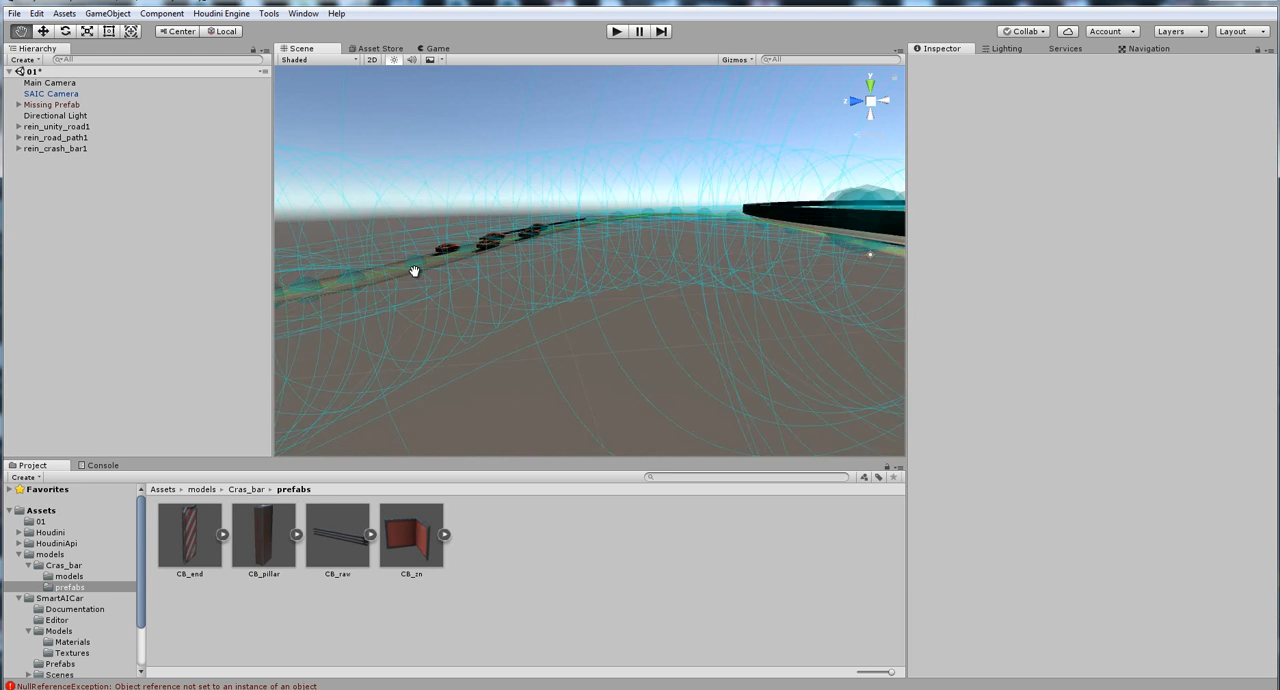 File Edit Assets GameObject Component Houdini Engine Tools Window Help
Center Local Collab Account Layers Layout
Hierarchy Scene Asset Store Game Inspector Lighting Services Navigation
Create All Shaded 2D Gizmos All
01*
Main Camera
SAIC Camera
Missing Prefab
Directional Light
rein_unity_road1
rein_road_path1
rein_crash_bar1
y
z
Project Console
Create
Favorites
Assets
01
Houdini
HoudiniApi
models
Cras_bar
models
prefabs
SmartAICar
Documentation
Editor
Models
Materials
Textures
Prefabs
Scenes
Assets models Cras_bar prefabs
CB_end CB_pillar CB_raw CB_zn
NullReferenceException: Object reference not set to an instance of an object